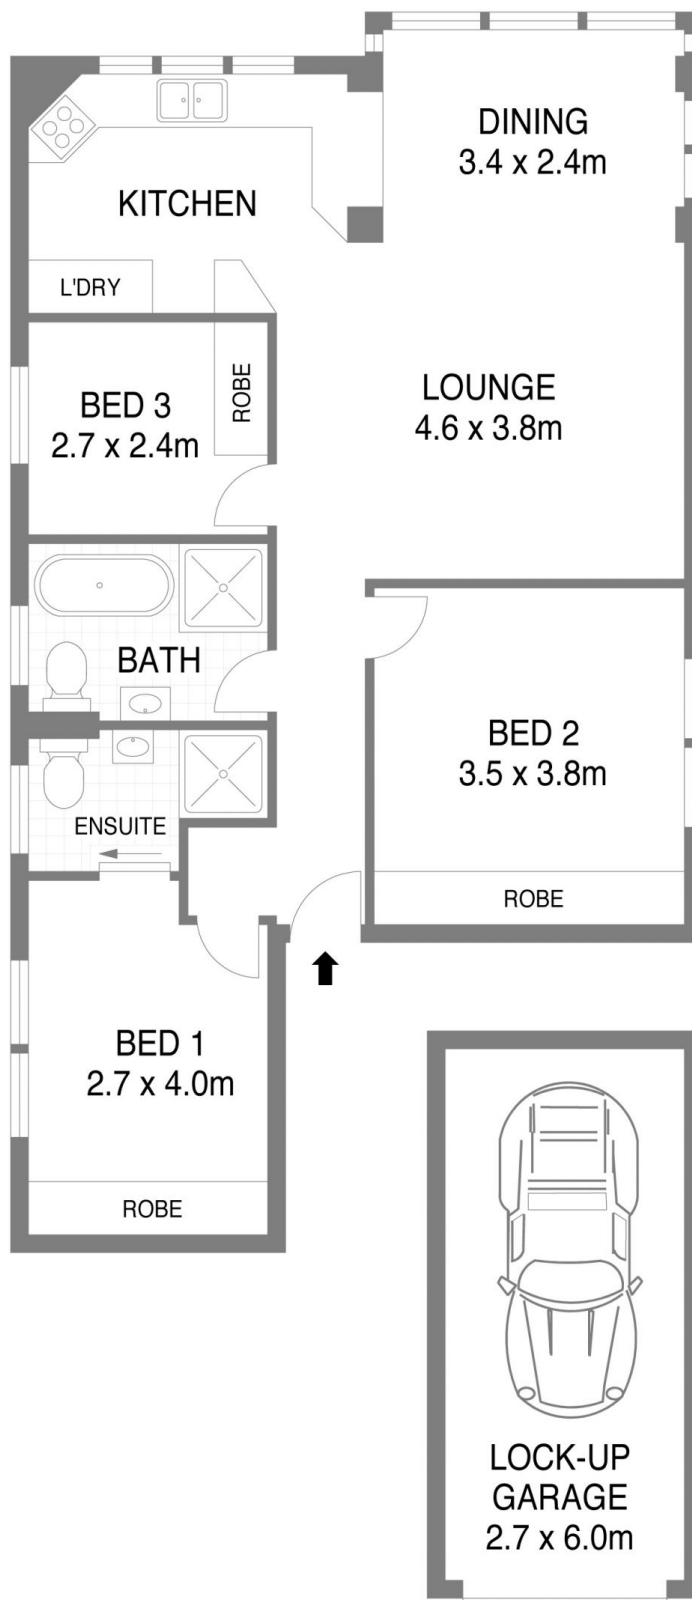 DINING
3.4 x 2.4m
KITCHEN
L'DRY
LOUNGE
4.6 x 3.8m
BED 3
2.7 x 2.4m
ROBE
BATH
BED 2
3.5 x 3.8m
ROBE
ENSUITE
BED 1
2.7 x 4.0m
ROBE
LOCK-UP
GARAGE
2.7 x 6.0m